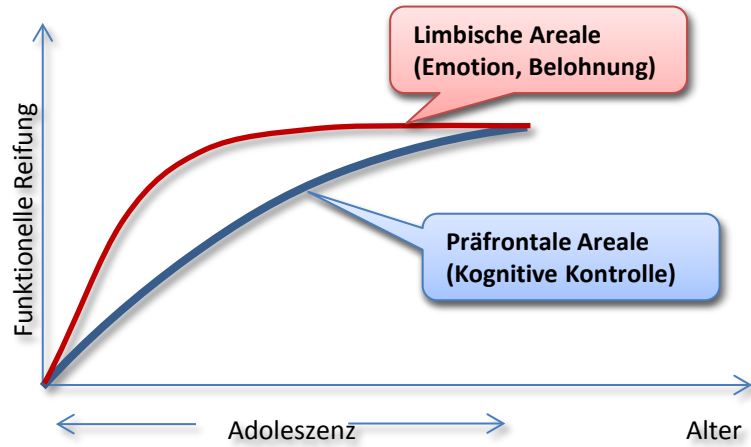 Limbische Areale
(Emotion, Belohnung)
Funktionelle Reifung
Präfrontale Areale
(Kognitive Kontrolle)
Adoleszenz
Alter